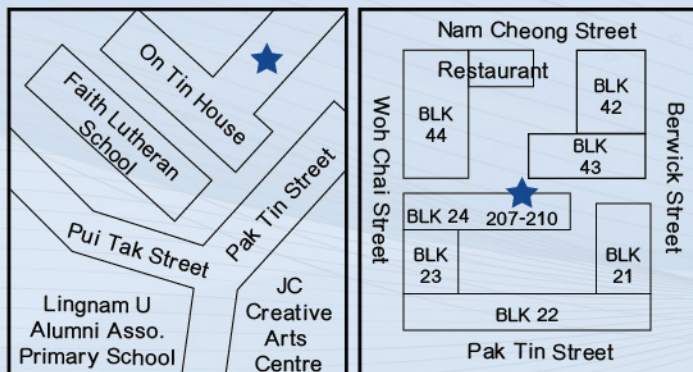 On Tin House
Faith Lutheran
School
Pak Tin Street
Pui Tak Street
Lingnam U
Alumni Asso.
Primary School
JC
Creative
Arts
Centre
Nam Cheong Street
Restaurant
Woh Chai Street
BLK
44
BLK
42
BLK
43
Berwick Street
BLK 24 207-210
BLK
23
BLK
21
BLK 22
Pak Tin Street